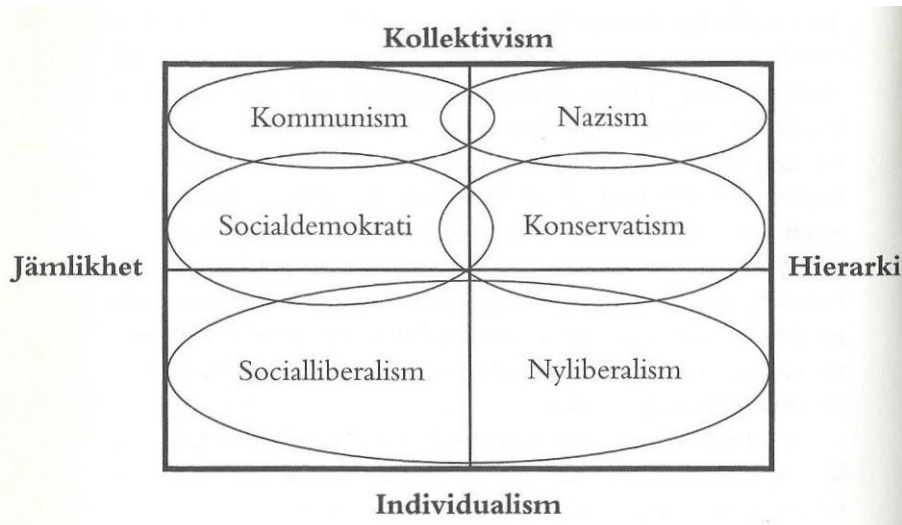 Kollektivism
Kommunism
Nazism
Socialdemokrati
Konservatism
Jämlikhet
Hierarki
Socialliberalism
Nyliberalism
Individualism